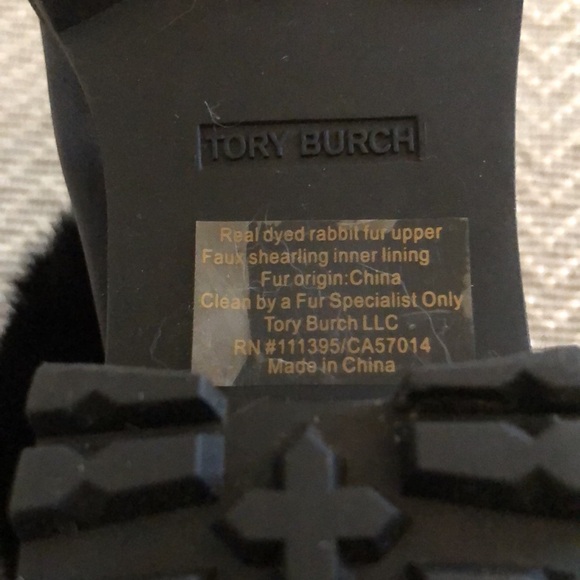 TORY BURCH
Real dyed rabbit fur upper
Faux shearling inner lining
Fur origin:China
Clean by a Fur Specialist Only
Tory Burch LLC
RN #111395/CA57014
Made in China